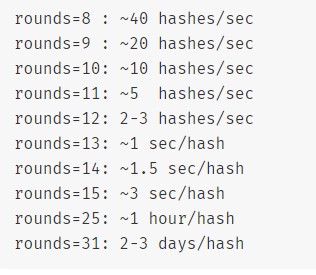 rounds=8 : ~40 hashes/sec
rounds=9 : ~20 hashes/sec
rounds=10: ~10 hashes/sec
rounds=11: ~5  hashes/sec
rounds=12: 2-3 hashes/sec
rounds=13: ~1 sec/hash
rounds=14: ~1.5 sec/hash
rounds=15: ~3 sec/hash
rounds=25: ~1 hour/hash
rounds=31: 2-3 days/hash